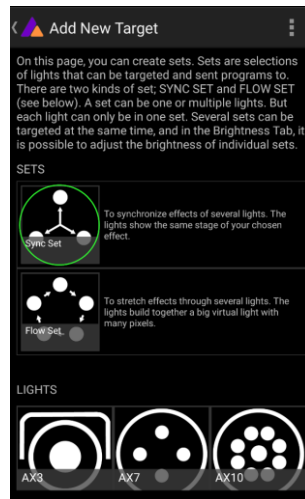 Add New Target
On this page, you can create sets. Sets are selections
of lights that can be targeted and sent programs to.
There are two kinds of set; SYNC SET and FLOW SET
(see below). A set can be one or multiple lights. But
each light can only be in one set. Several sets can be
targeted at the same time, and in the Brightness Tab, it
is possible to adjust the brightness of individual sets.
SETS
To synchronize effects of several lights. The
lights show the same stage of your chosen
effect.
Sync Set
To stretch effects through several lights. The
lights build together a big virtual light with
many pixels.
Flow Set
LIGHTS
AX3
AX7
AX10